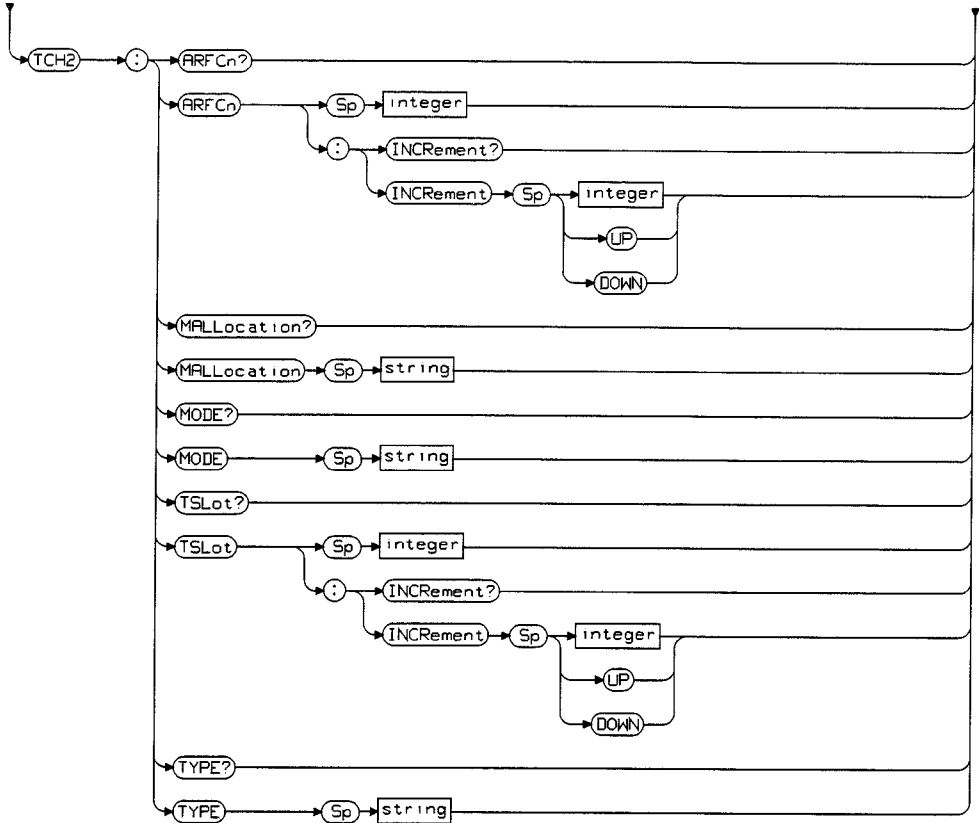 TCH2 : ARFCn?
ARFCn Sp integer
: INCRement?
INCRement Sp integer
UP
DOWN
MALLocation?
MALLocation Sp string
MODE?
MODE Sp string
TSLot?
TSLot Sp integer
: INCRement?
INCRement Sp integer
UP
DOWN
TYPE?
TYPE Sp string